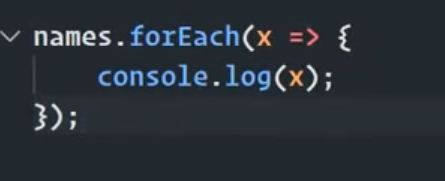 names.forEach(x => {
    console.log(x);
});